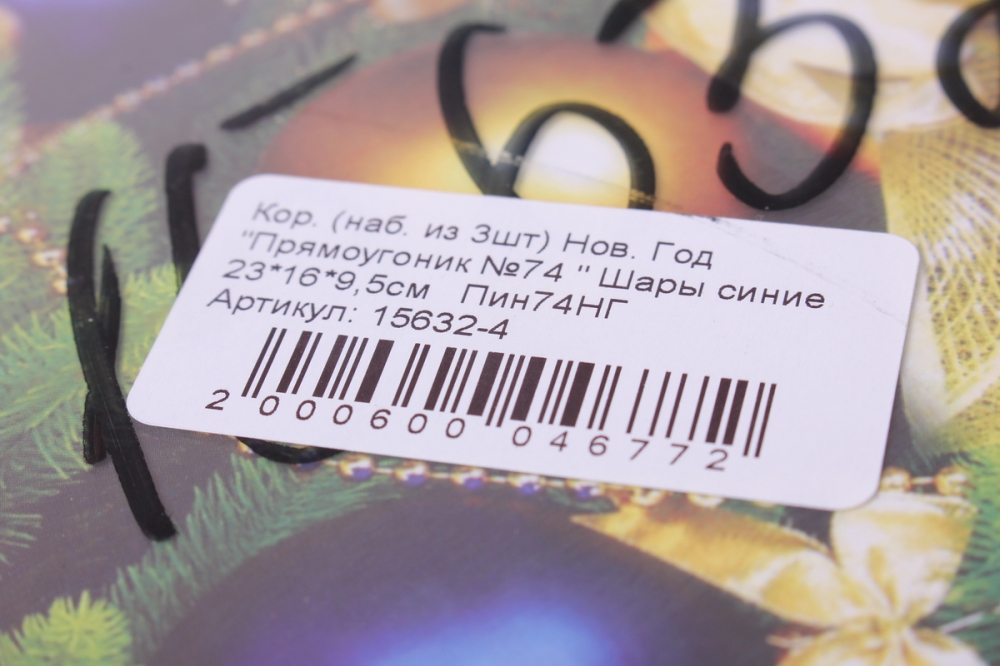 Кор. (наб. из 3шт) Нов. Год
"Прямоугоник №74 " Шары синие
23*16*9,5см Пин74НГ
Артикул: 15632-4
2 000600 046772